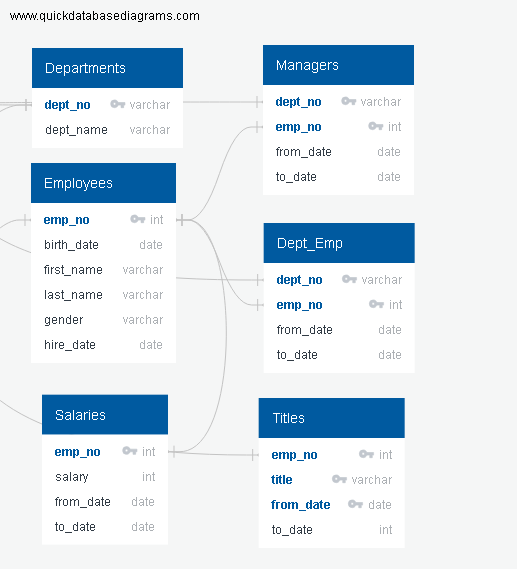 www.quickdatabasediagrams.com
Departments
dept_no varchar
dept_name varchar
Managers
dept_no varchar
emp_no int
from_date date
to_date date
Employees
emp_no int
birth_date date
first_name varchar
last_name varchar
gender varchar
hire_date date
Dept_Emp
dept_no varchar
emp_no int
from_date date
to_date date
Salaries
emp_no int
salary int
from_date date
to_date date
Titles
emp_no int
title varchar
from_date date
to_date int